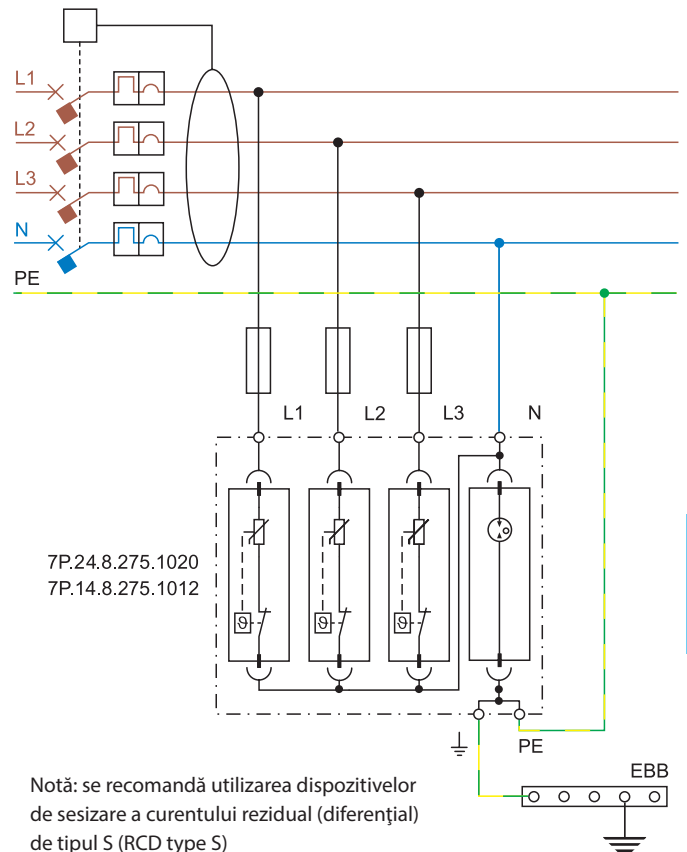 L1
L2
L3
N
PE
L1 L2 L3 N
7P.24.8.275.1020
7P.14.8.275.1012
ϑ ϑ ϑ
PE
EBB
Notă: se recomandă utilizarea dispozitivelor
de sesizare a curentului rezidual (diferenţial)
de tipul S (RCD type S)